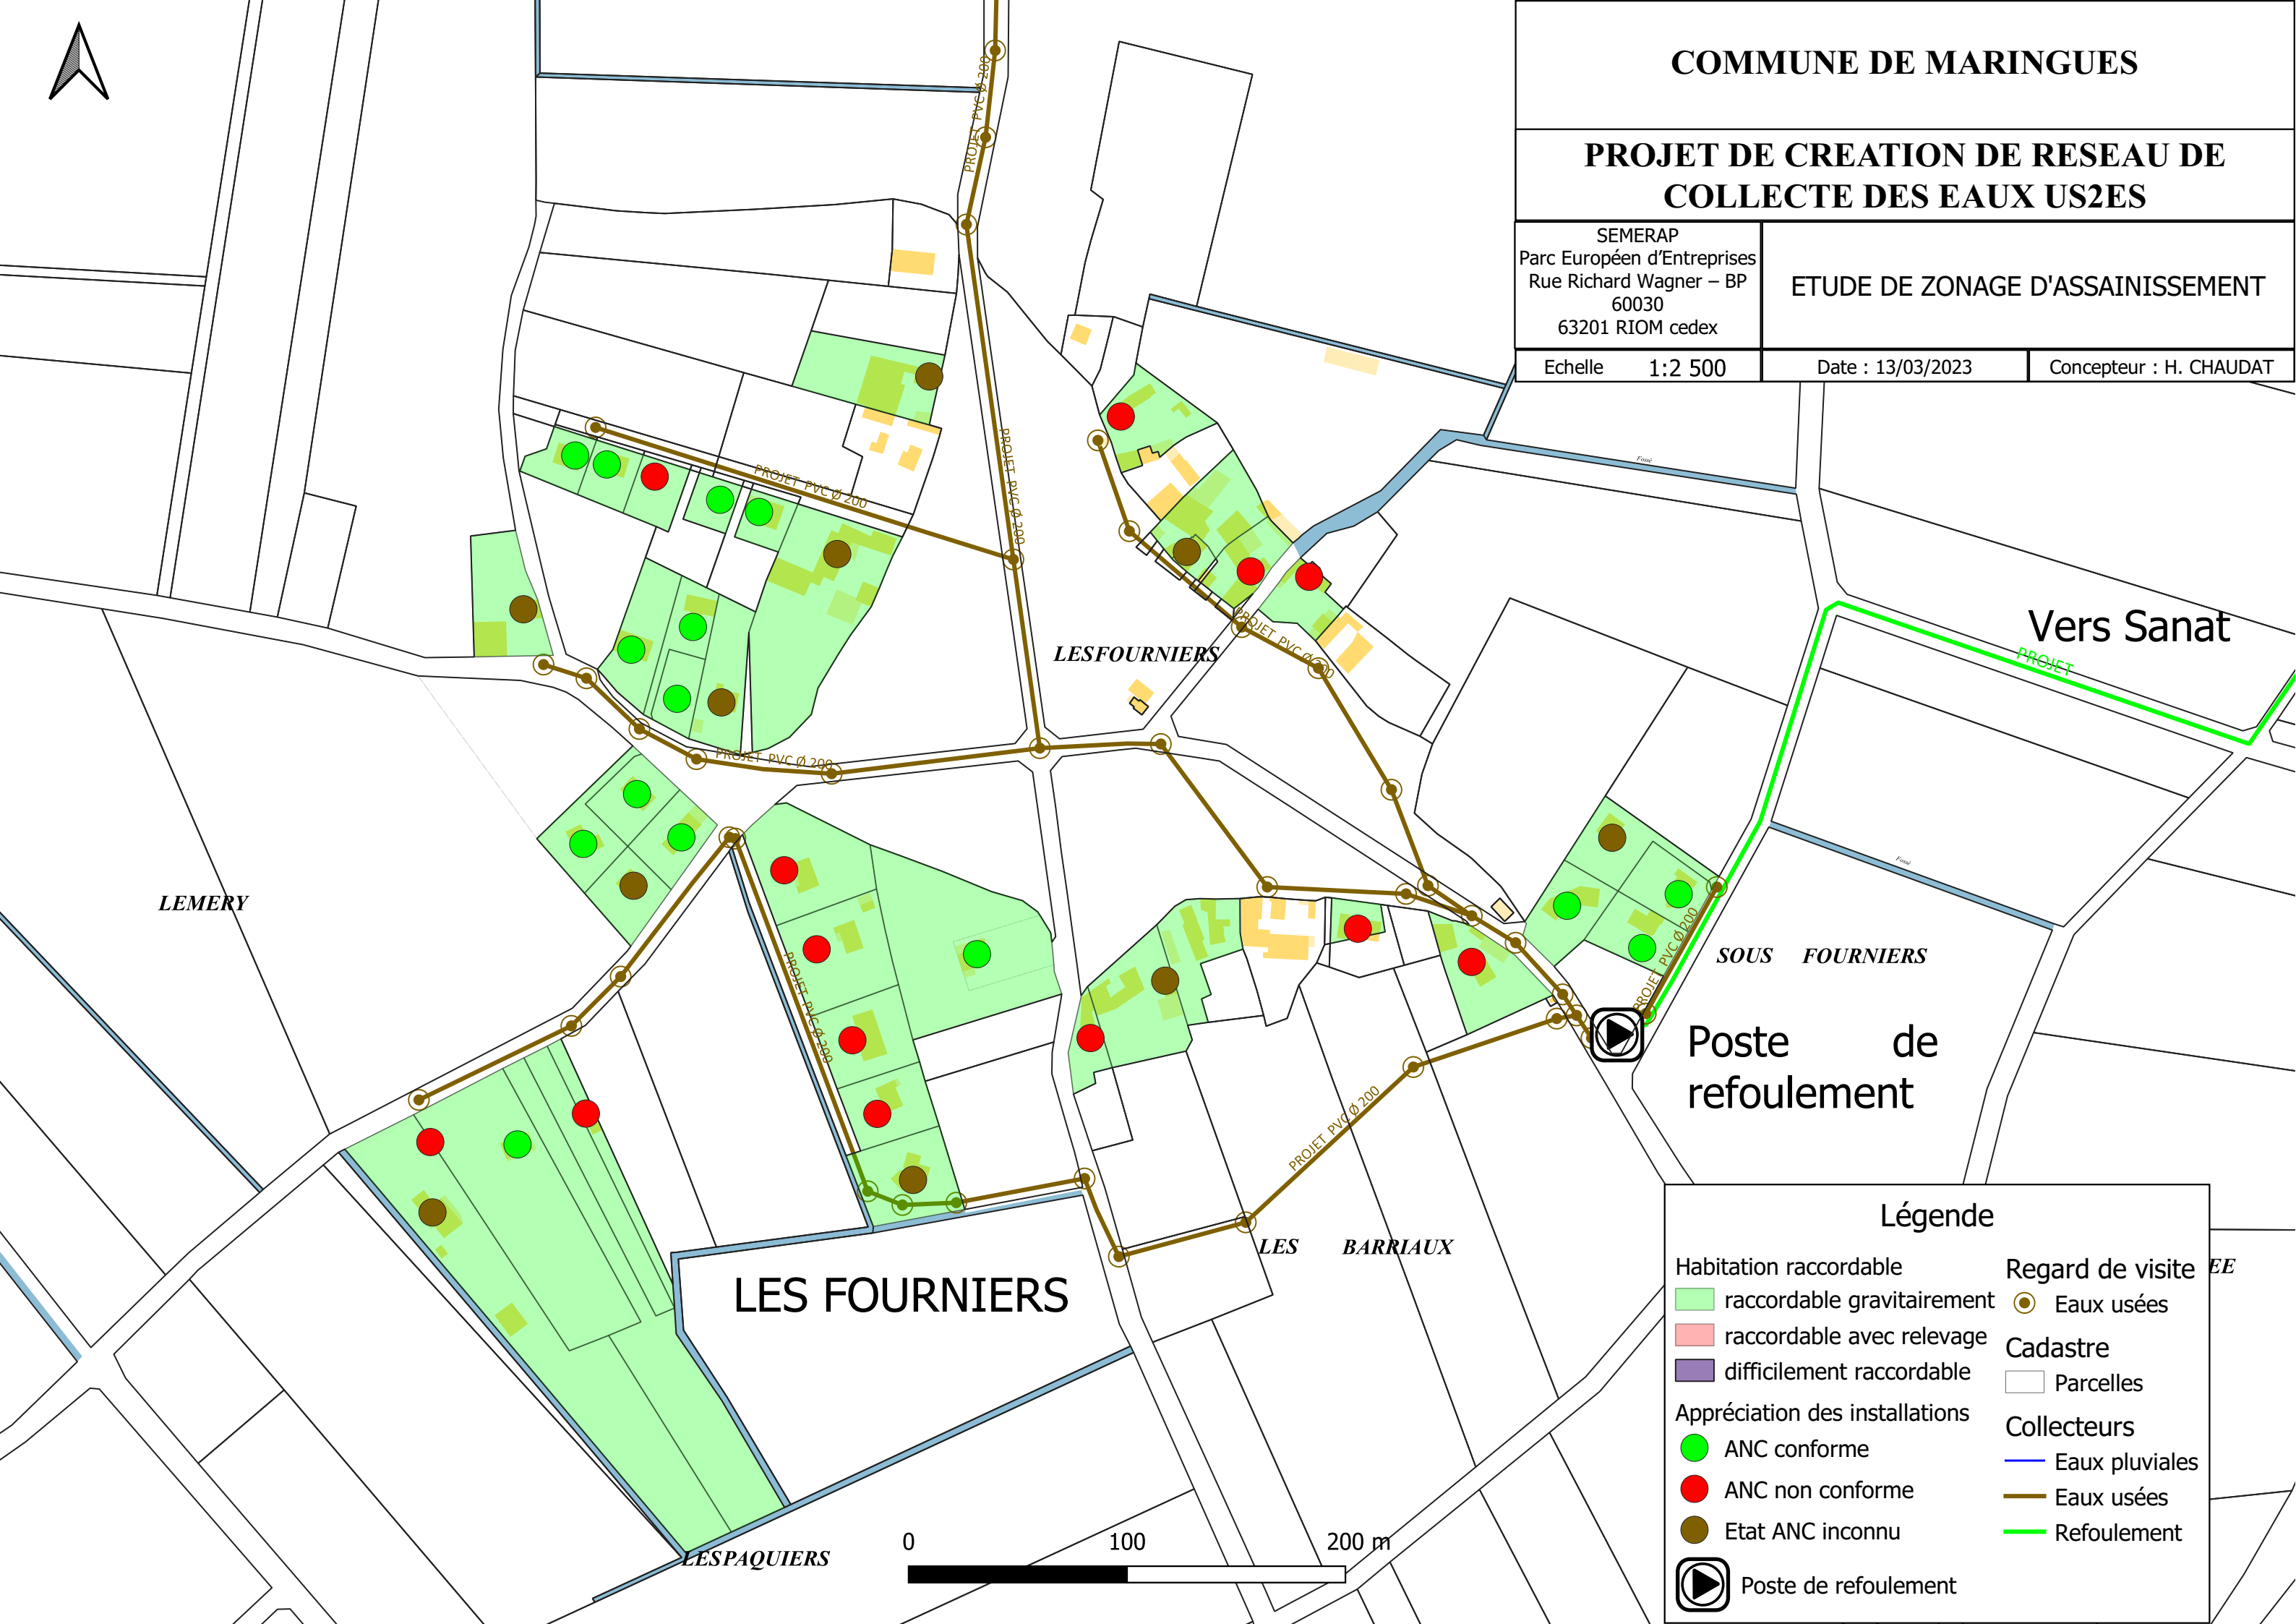 COMMUNE DE MARINGUES
PROJET DE CREATION DE RESEAU DE
COLLECTE DES EAUX US2ES
SEMERAP
Parc Européen d'Entreprises
Rue Richard Wagner – BP
60030
63201 RIOM cedex
ETUDE DE ZONAGE D'ASSAINISSEMENT
Echelle 1:2 500
Date : 13/03/2023
Concepteur : H. CHAUDAT
PROJET PVC Ø 200
PROJET PVC Ø 200
PROJET PVC Ø 200
Fossé
Vers Sanat
PROJET
LESFOURNIERS
PROJET PVC Ø 200
PROJET PVC Ø 200
Fossé
LEMERY
PROJET PVC Ø 200
PROJET PVC Ø 200
SOUS FOURNIERS
Poste de
refoulement
PROJET PVC Ø 200
LES BARRIAUX
LES FOURNIERS
EE
LESPAQUIERS
0 100 200 m
Légende
Habitation raccordable
raccordable gravitairement
raccordable avec relevage
difficilement raccordable
Appréciation des installations
ANC conforme
ANC non conforme
Etat ANC inconnu
Poste de refoulement
Regard de visite
Eaux usées
Cadastre
Parcelles
Collecteurs
Eaux pluviales
Eaux usées
Refoulement